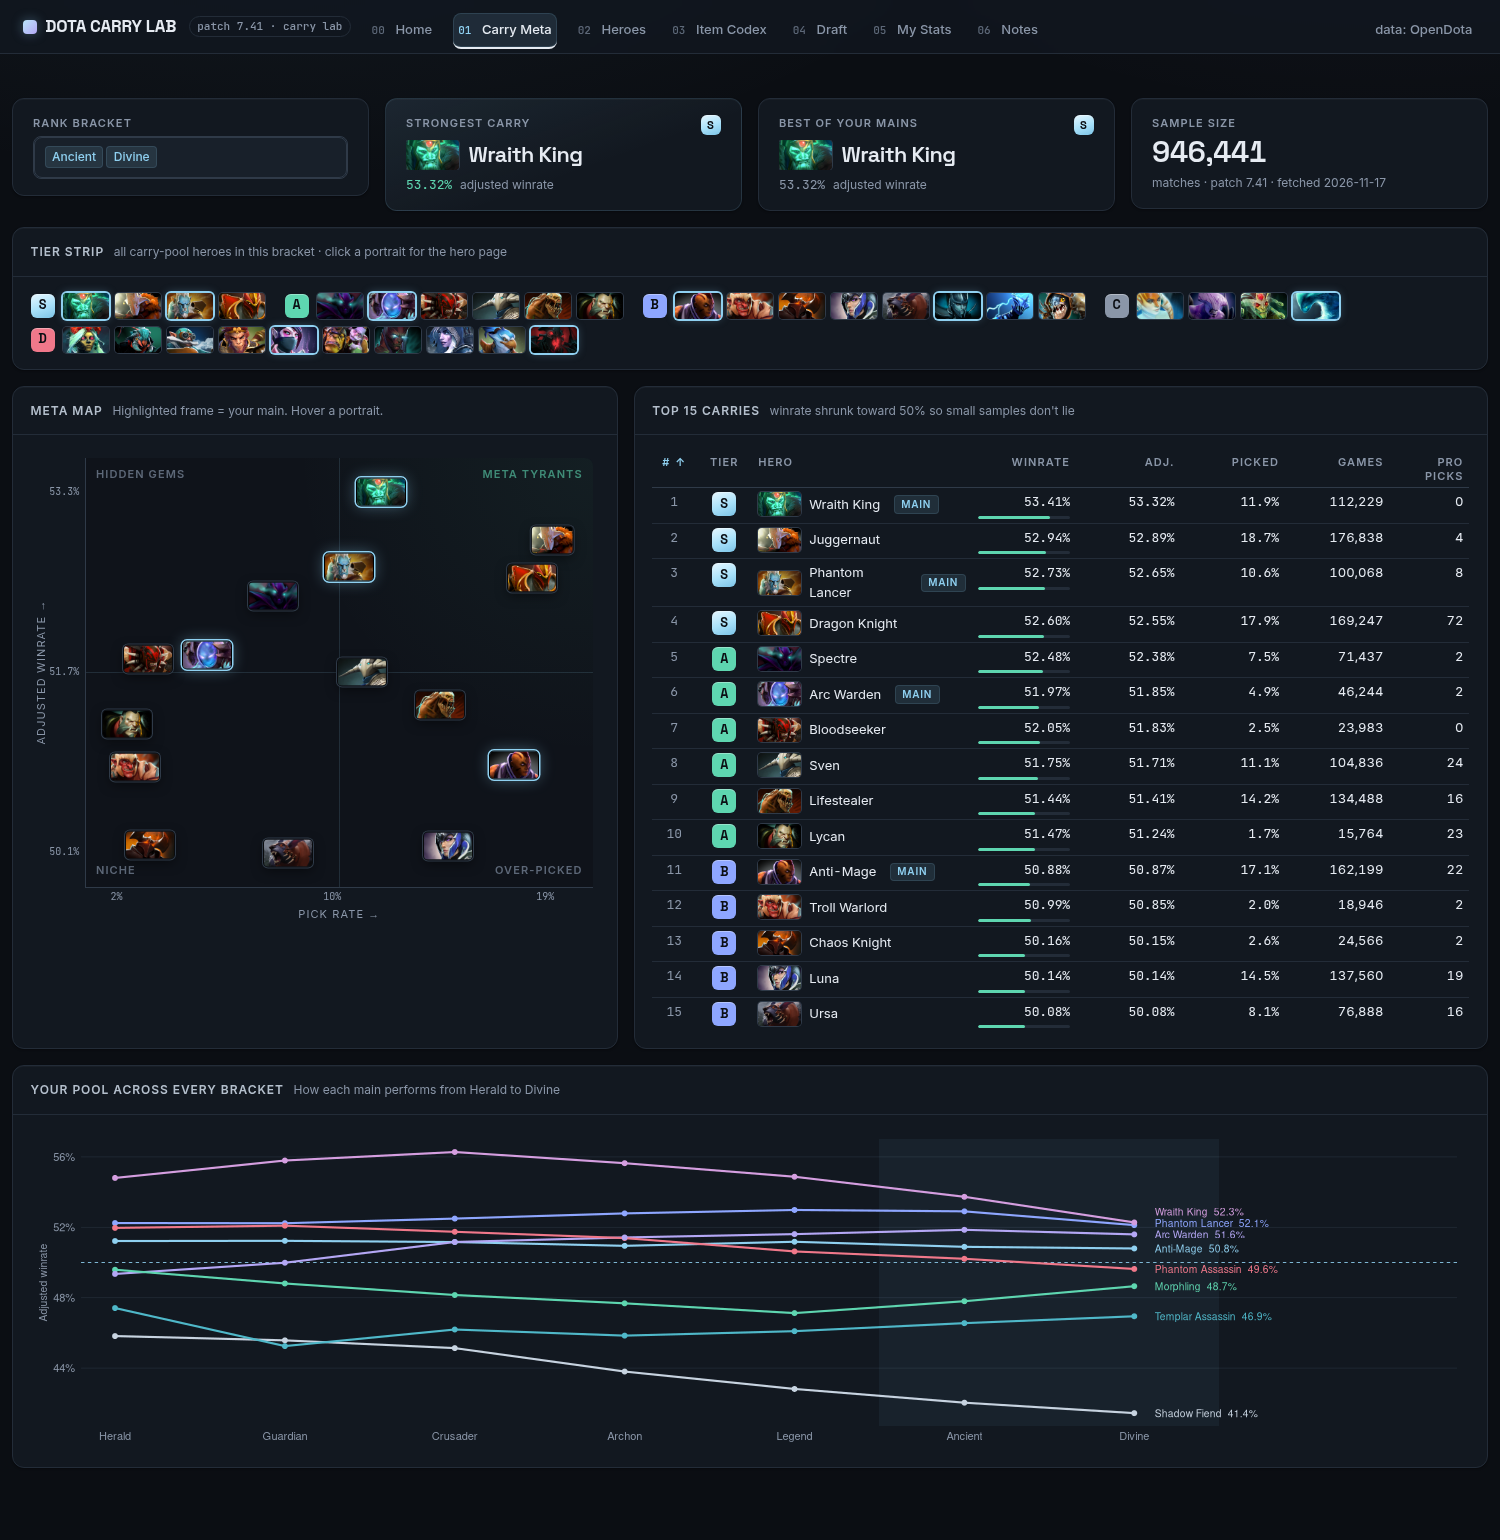 DOTA CARRY LAB patch 7.41 · carry lab 00 Home 01 Carry Meta 02 Heroes 03 Item Codex 04 Draft 05 My Stats 06 Notes data: OpenDota
RANK BRACKET
Ancient Divine
STRONGEST CARRY S
Wraith King
53.32% adjusted winrate
BEST OF YOUR MAINS S
Wraith King
53.32% adjusted winrate
SAMPLE SIZE
946,441
matches · patch 7.41 · fetched 2026-11-17
TIER STRIP all carry-pool heroes in this bracket · click a portrait for the hero page
S A B C
D
META MAP Highlighted frame = your main. Hover a portrait.
HIDDEN GEMS META TYRANTS
53.3%
51.7%
50.1%
ADJUSTED WINRATE →
NICHE OVER-PICKED
2% 10% 19%
PICK RATE →
TOP 15 CARRIES winrate shrunk toward 50% so small samples don't lie
# ↑ TIER HERO WINRATE ADJ. PICKED GAMES PRO PICKS
1 S Wraith King MAIN 53.41% 53.32% 11.9% 112,229 0
2 S Juggernaut 52.94% 52.89% 18.7% 176,838 4
3 S Phantom Lancer MAIN 52.73% 52.65% 10.6% 100,068 8
4 S Dragon Knight 52.60% 52.55% 17.9% 169,247 72
5 A Spectre 52.48% 52.38% 7.5% 71,437 2
6 A Arc Warden MAIN 51.97% 51.85% 4.9% 46,244 2
7 A Bloodseeker 52.05% 51.83% 2.5% 23,983 0
8 A Sven 51.75% 51.71% 11.1% 104,836 24
9 A Lifestealer 51.44% 51.41% 14.2% 134,488 16
10 A Lycan 51.47% 51.24% 1.7% 15,764 23
11 B Anti-Mage MAIN 50.88% 50.87% 17.1% 162,199 22
12 B Troll Warlord 50.99% 50.85% 2.0% 18,946 2
13 B Chaos Knight 50.16% 50.15% 2.6% 24,566 2
14 B Luna 50.14% 50.14% 14.5% 137,560 19
15 B Ursa 50.08% 50.08% 8.1% 76,888 16
YOUR POOL ACROSS EVERY BRACKET How each main performs from Herald to Divine
56%
52%
48%
44%
Adjusted winrate
Wraith King 52.3%
Phantom Lancer 52.1%
Arc Warden 51.6%
Anti-Mage 50.8%
Phantom Assassin 49.6%
Morphling 48.7%
Templar Assassin 46.9%
Shadow Fiend 41.4%
Herald Guardian Crusader Archon Legend Ancient Divine